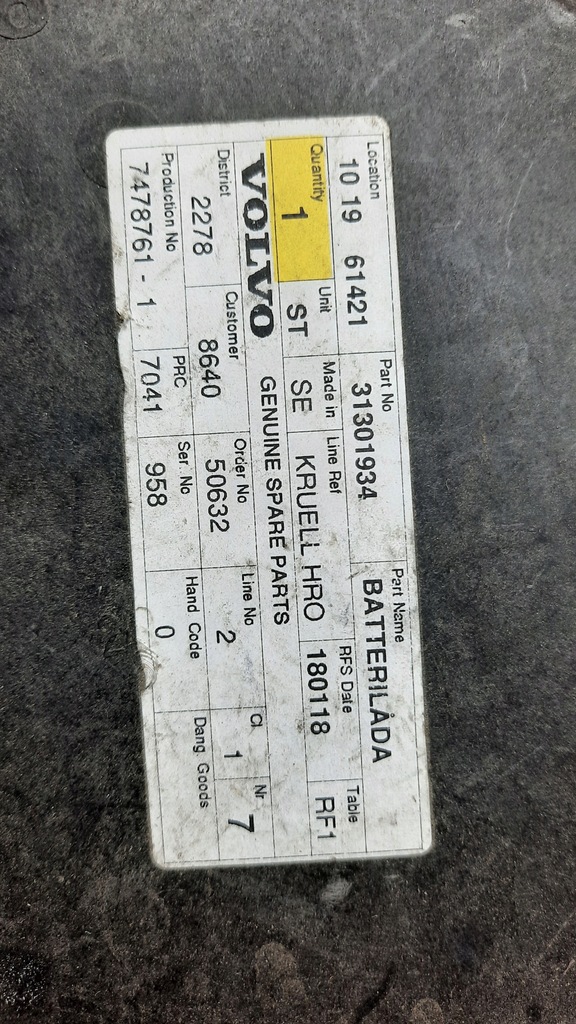 Location Part No Part Name
10 19 61421 31301934 BATTERILÅDA
Quantity Unit Made in Line Ref RFS Date Table
1 ST SE KRUELL HRO 180118 RF1
VOLVO GENUINE SPARE PARTS
District Customer Order No Line No Cl. Nr
2278 8640 50632 2 1 7
Production No PRC Ser. No Hand Code Dang. Goods
7478761 - 1 7041 958 0